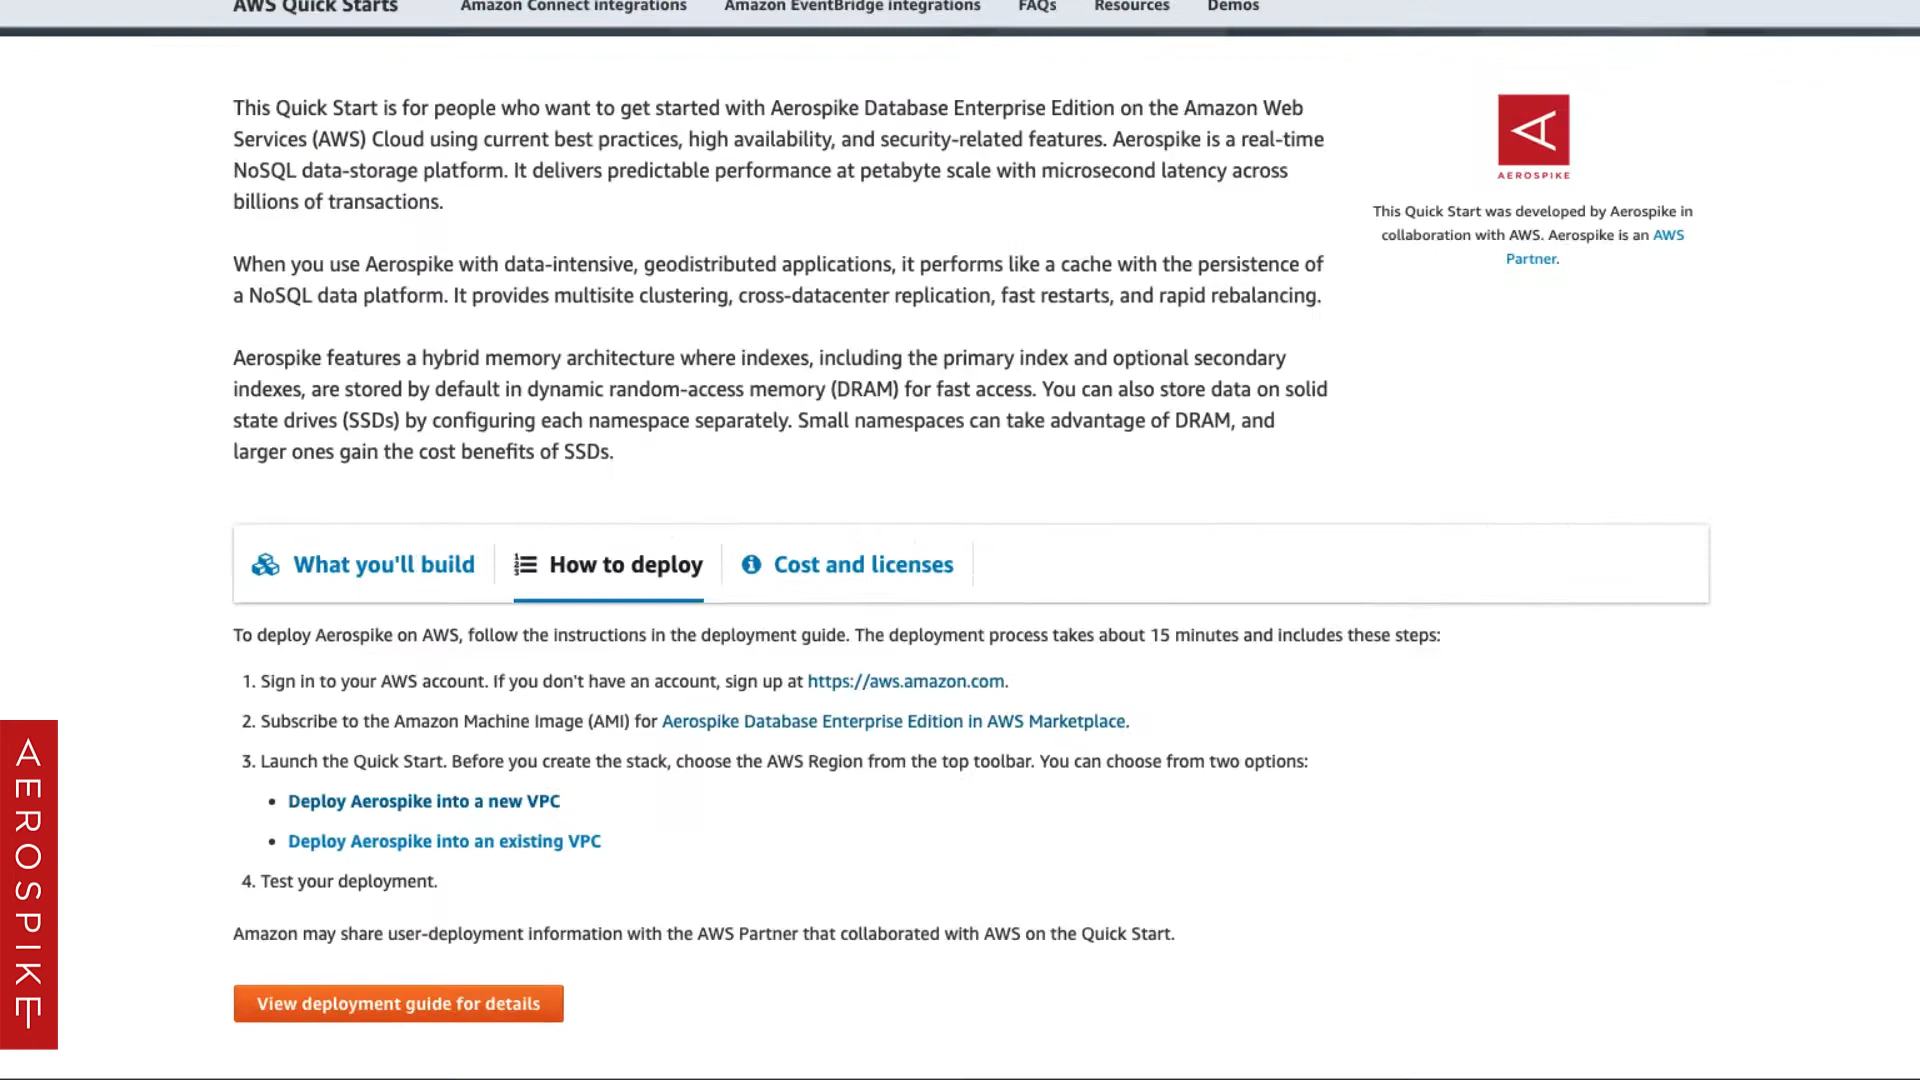 AWS Quick Starts Amazon Connect integrations Amazon EventBridge integrations FAQs Resources Demos
This Quick Start is for people who want to get started with Aerospike Database Enterprise Edition on the Amazon Web
Services (AWS) Cloud using current best practices, high availability, and security-related features. Aerospike is a real-time
NoSQL data-storage platform. It delivers predictable performance at petabyte scale with microsecond latency across
billions of transactions.
When you use Aerospike with data-intensive, geodistributed applications, it performs like a cache with the persistence of
a NoSQL data platform. It provides multisite clustering, cross-datacenter replication, fast restarts, and rapid rebalancing.
Aerospike features a hybrid memory architecture where indexes, including the primary index and optional secondary
indexes, are stored by default in dynamic random-access memory (DRAM) for fast access. You can also store data on solid
state drives (SSDs) by configuring each namespace separately. Small namespaces can take advantage of DRAM, and
larger ones gain the cost benefits of SSDs.
AEROSPIKE
This Quick Start was developed by Aerospike in
collaboration with AWS. Aerospike is an AWS
Partner.
What you'll build How to deploy Cost and licenses
To deploy Aerospike on AWS, follow the instructions in the deployment guide. The deployment process takes about 15 minutes and includes these steps:
1. Sign in to your AWS account. If you don't have an account, sign up at https://aws.amazon.com.
2. Subscribe to the Amazon Machine Image (AMI) for Aerospike Database Enterprise Edition in AWS Marketplace.
3. Launch the Quick Start. Before you create the stack, choose the AWS Region from the top toolbar. You can choose from two options:
• Deploy Aerospike into a new VPC
• Deploy Aerospike into an existing VPC
4. Test your deployment.
Amazon may share user-deployment information with the AWS Partner that collaborated with AWS on the Quick Start.
View deployment guide for details
AEROSPIKE